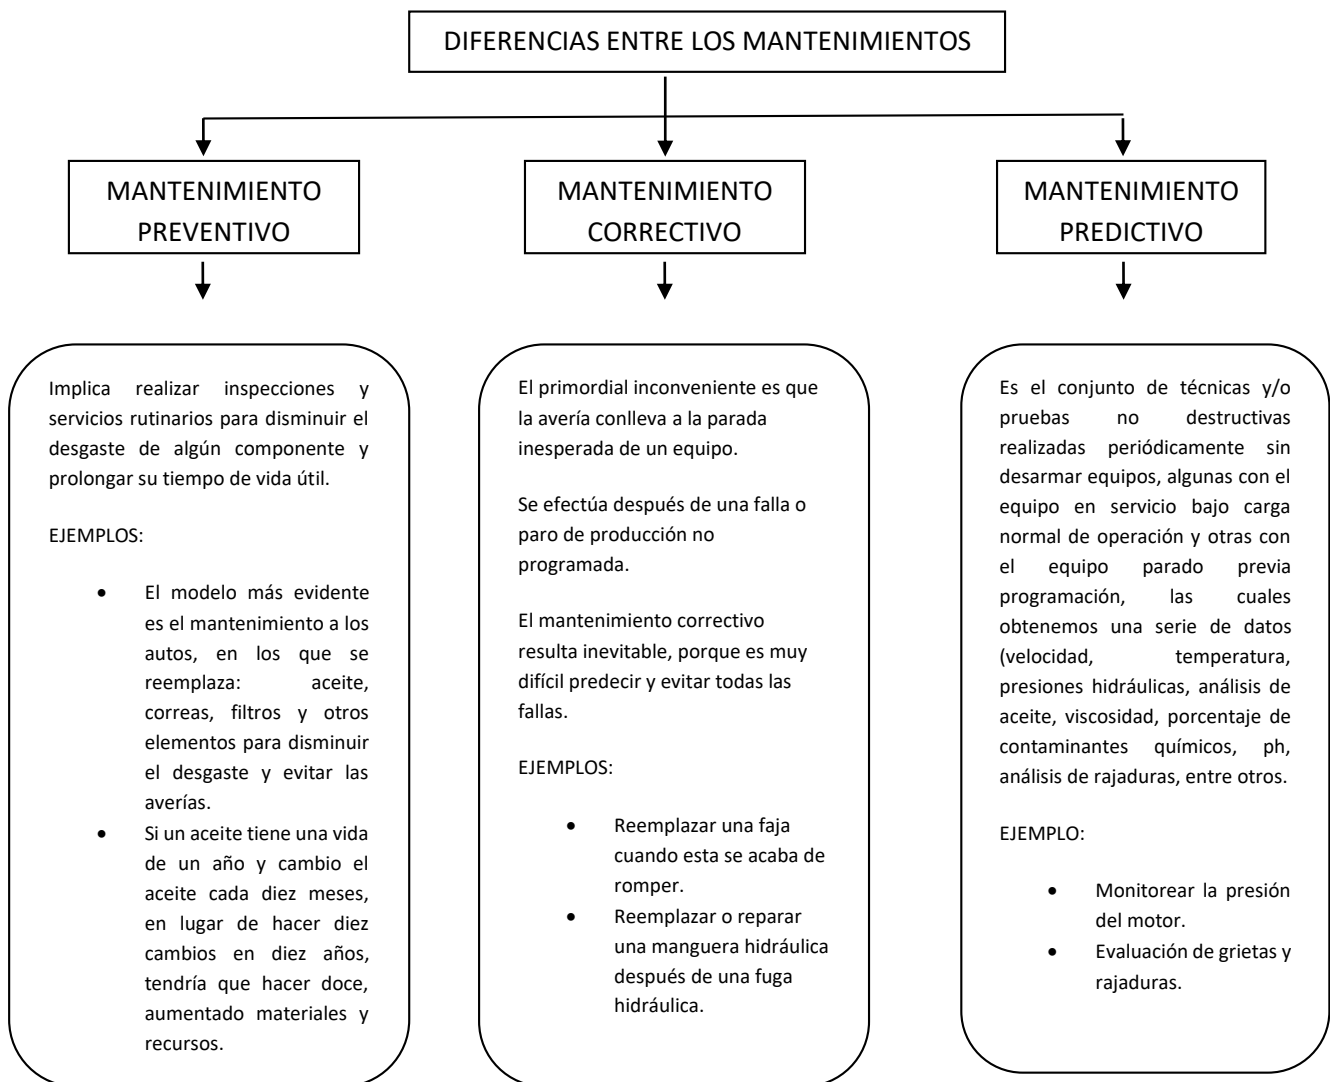 DIFERENCIAS ENTRE LOS MANTENIMIENTOS
MANTENIMIENTO
PREVENTIVO
MANTENIMIENTO
CORRECTIVO
MANTENIMIENTO
PREDICTIVO
Implica realizar inspecciones y
servicios rutinarios para disminuir el
desgaste de algún componente y
prolongar su tiempo de vida útil.
EJEMPLOS:
• El modelo más evidente
es el mantenimiento a los
autos, en los que se
reemplaza: aceite,
correas, filtros y otros
elementos para disminuir
el desgaste y evitar las
averías.
• Si un aceite tiene una vida
de un año y cambio el
aceite cada diez meses,
en lugar de hacer diez
cambios en diez años,
tendría que hacer doce,
aumentado materiales y
recursos.
El primordial inconveniente es que
la avería conlleva a la parada
inesperada de un equipo.
Se efectúa después de una falla o
paro de producción no
programada.
El mantenimiento correctivo
resulta inevitable, porque es muy
difícil predecir y evitar todas las
fallas.
EJEMPLOS:
• Reemplazar una faja
cuando esta se acaba de
romper.
• Reemplazar o reparar
una manguera hidráulica
después de una fuga
hidráulica.
Es el conjunto de técnicas y/o
pruebas no destructivas
realizadas periódicamente sin
desarmar equipos, algunas con el
equipo en servicio bajo carga
normal de operación y otras con
el equipo parado previa
programación, las cuales
obtenemos una serie de datos
(velocidad, temperatura,
presiones hidráulicas, análisis de
aceite, viscosidad, porcentaje de
contaminantes químicos, ph,
análisis de rajaduras, entre otros.
EJEMPLO:
• Monitorear la presión
del motor.
• Evaluación de grietas y
rajaduras.